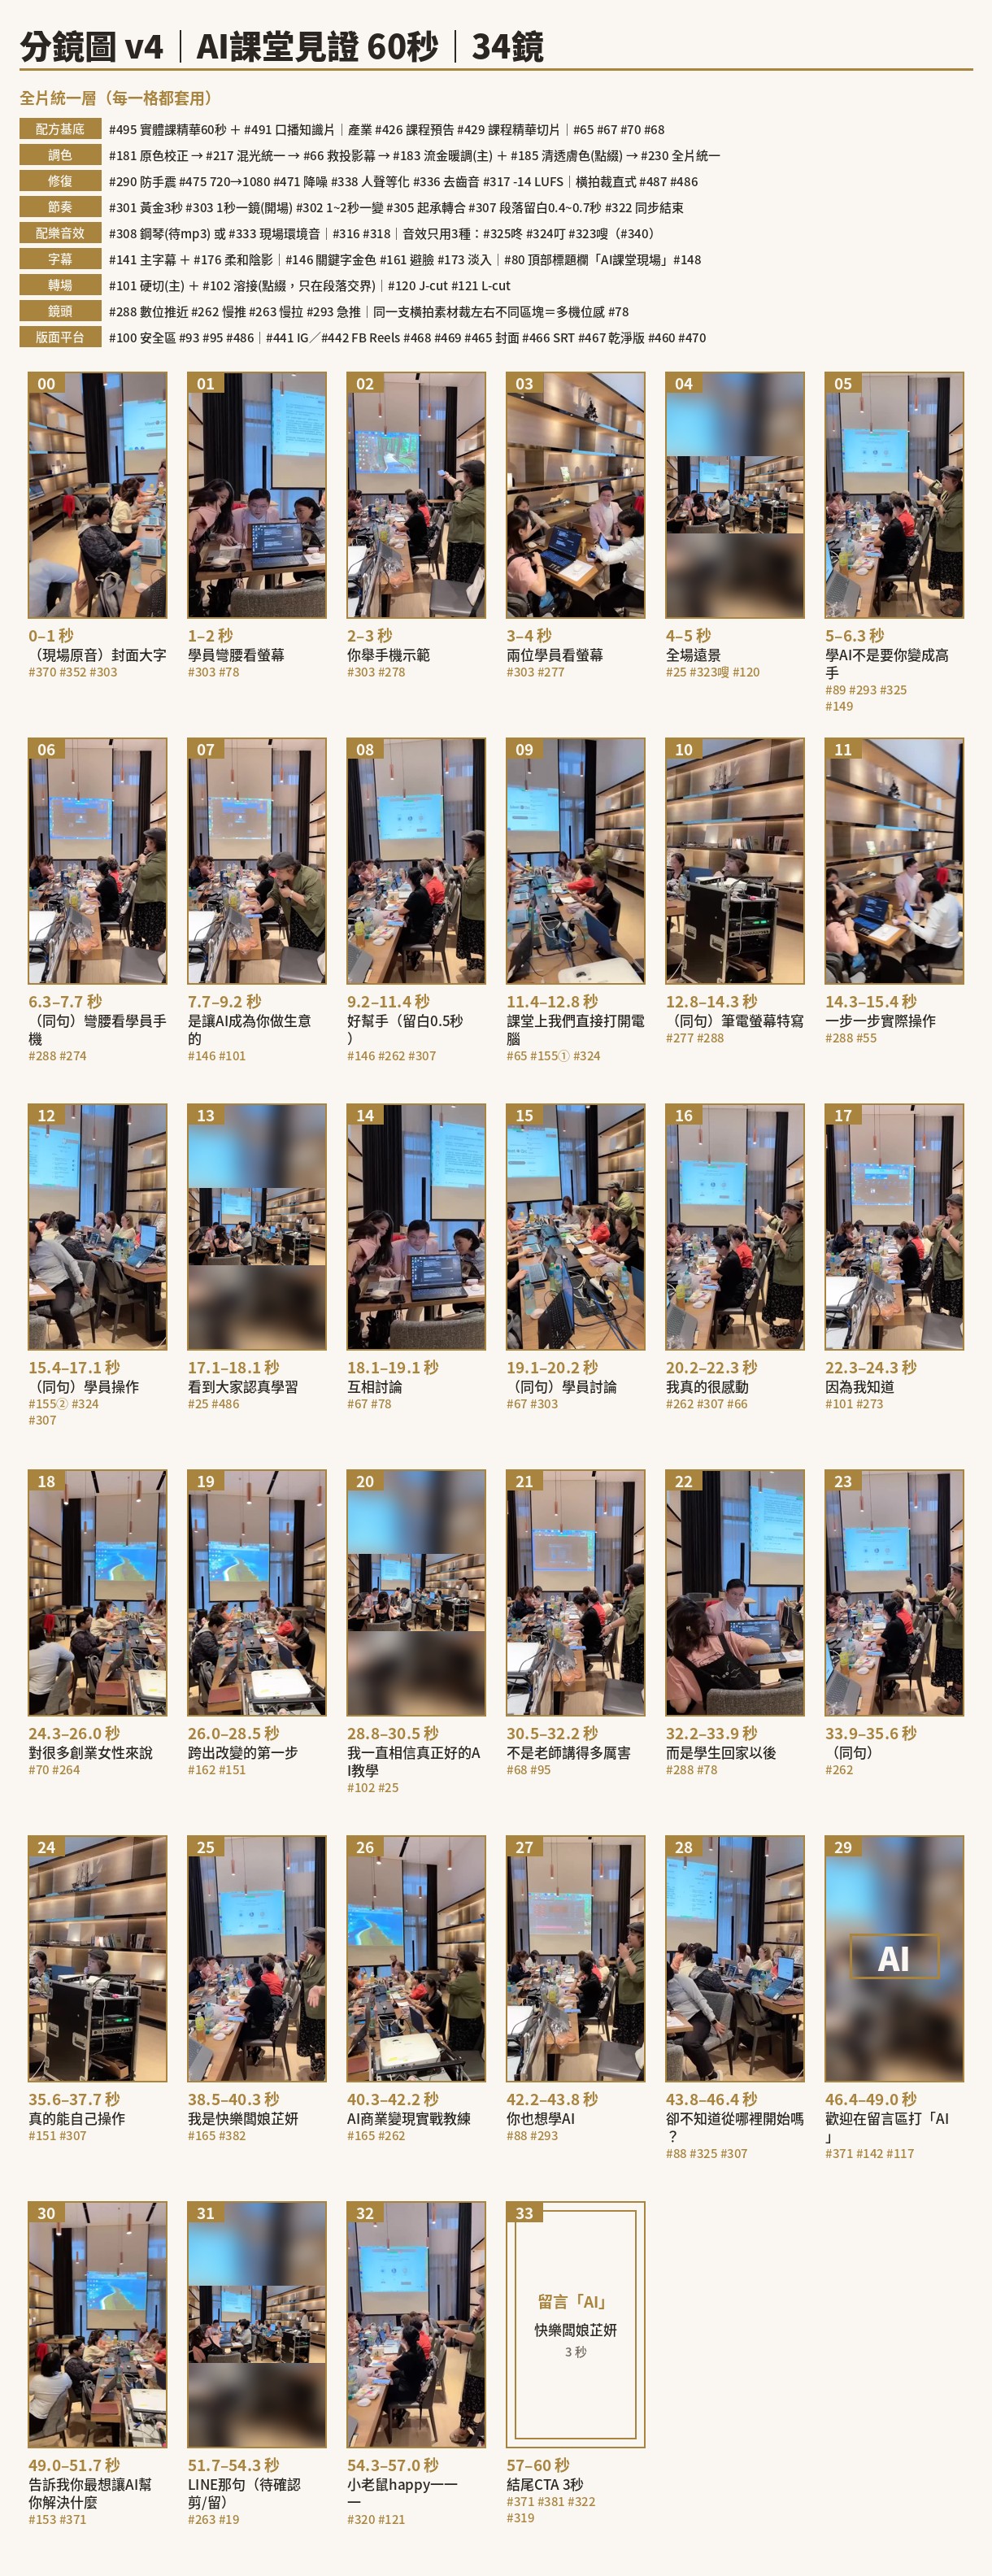 分鏡圖 v4｜AI課堂見證 60秒｜34鏡
全片統一層（每一格都套用）
配方基底 #495 實體課精華60秒 ＋ #491 口播知識片｜產業 #426 課程預告 #429 課程精華切片｜#65 #67 #70 #68
調色 #181 原色校正 → #217 混光統一 → #66 救投影幕 → #183 流金暖調(主) ＋ #185 清透膚色(點綴) → #230 全片統一
修復 #290 防手震 #475 720→1080 #471 降噪 #338 人聲等化 #336 去齒音 #317 -14 LUFS｜橫拍裁直式 #487 #486
節奏 #301 黃金3秒 #303 1秒一鏡(開場) #302 1~2秒一變 #305 起承轉合 #307 段落留白0.4~0.7秒 #322 同步結束
配樂音效 #308 鋼琴(待mp3) 或 #333 現場環境音｜#316 #318｜音效只用3種：#325咚 #324叮 #323嗖（#340）
字幕 #141 主字幕 ＋ #176 柔和陰影｜#146 關鍵字金色 #161 避臉 #173 淡入｜#80 頂部標題欄「AI課堂現場」#148
轉場 #101 硬切(主) ＋ #102 溶接(點綴，只在段落交界)｜#120 J-cut #121 L-cut
鏡頭 #288 數位推近 #262 慢推 #263 慢拉 #293 急推｜同一支橫拍素材裁左右不同區塊＝多機位感 #78
版面平台 #100 安全區 #93 #95 #486｜#441 IG／#442 FB Reels #468 #469 #465 封面 #466 SRT #467 乾淨版 #460 #470
00
0–1 秒
（現場原音）封面大字
#370 #352 #303
01
1–2 秒
學員彎腰看螢幕
#303 #78
02
2–3 秒
你舉手機示範
#303 #278
03
3–4 秒
兩位學員看螢幕
#303 #277
04
4–5 秒
全場遠景
#25 #323嗖 #120
05
5–6.3 秒
學AI不是要你變成高
手
#89 #293 #325
#149
06
6.3–7.7 秒
（同句）彎腰看學員手
機
#288 #274
07
7.7–9.2 秒
是讓AI成為你做生意
的
#146 #101
08
9.2–11.4 秒
好幫手（留白0.5秒
）
#146 #262 #307
09
11.4–12.8 秒
課堂上我們直接打開電
腦
#65 #155① #324
10
12.8–14.3 秒
（同句）筆電螢幕特寫
#277 #288
11
14.3–15.4 秒
一步一步實際操作
#288 #55
12
15.4–17.1 秒
（同句）學員操作
#155② #324
#307
13
17.1–18.1 秒
看到大家認真學習
#25 #486
14
18.1–19.1 秒
互相討論
#67 #78
15
19.1–20.2 秒
（同句）學員討論
#67 #303
16
20.2–22.3 秒
我真的很感動
#262 #307 #66
17
22.3–24.3 秒
因為我知道
#101 #273
18
24.3–26.0 秒
對很多創業女性來說
#70 #264
19
26.0–28.5 秒
跨出改變的第一步
#162 #151
20
28.8–30.5 秒
我一直相信真正好的A
I教學
#102 #25
21
30.5–32.2 秒
不是老師講得多厲害
#68 #95
22
32.2–33.9 秒
而是學生回家以後
#288 #78
23
33.9–35.6 秒
（同句）
#262
24
35.6–37.7 秒
真的能自己操作
#151 #307
25
38.5–40.3 秒
我是快樂闆娘芷妍
#165 #382
26
40.3–42.2 秒
AI商業變現實戰教練
#165 #262
27
42.2–43.8 秒
你也想學AI
#88 #293
28
43.8–46.4 秒
卻不知道從哪裡開始嗎
？
#88 #325 #307
29
AI
46.4–49.0 秒
歡迎在留言區打「AI
」
#371 #142 #117
30
49.0–51.7 秒
告訴我你最想讓AI幫
你解決什麼
#153 #371
31
51.7–54.3 秒
LINE那句（待確認
剪/留）
#263 #19
32
54.3–57.0 秒
小老鼠happy一一
一
#320 #121
33
留言「AI」
快樂闆娘芷妍
3 秒
57–60 秒
結尾CTA 3秒
#371 #381 #322
#319